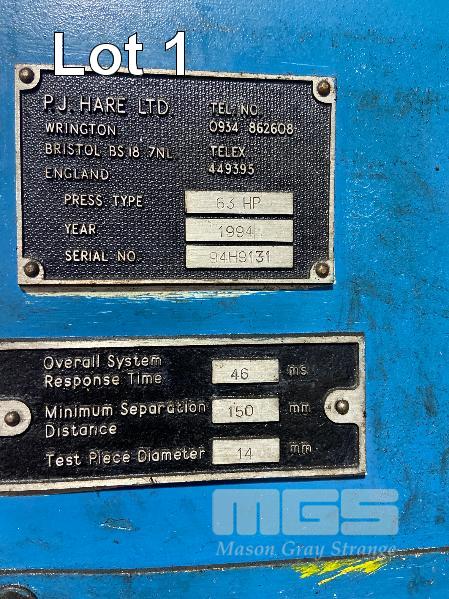 Lot 1
P.J. HARE LTD.
WRINGTON
BRISTOL BS18 7NL
ENGLAND
TEL. NO.
0934 862608
TELEX
449395
PRESS TYPE 63 HP
YEAR 1994
SERIAL NO. 94H9131
Overall System
Response Time 46 ms
Minimum Separation
Distance 150 mm
Test Piece Diameter 14 mm
MGS
Mason Gray Strange